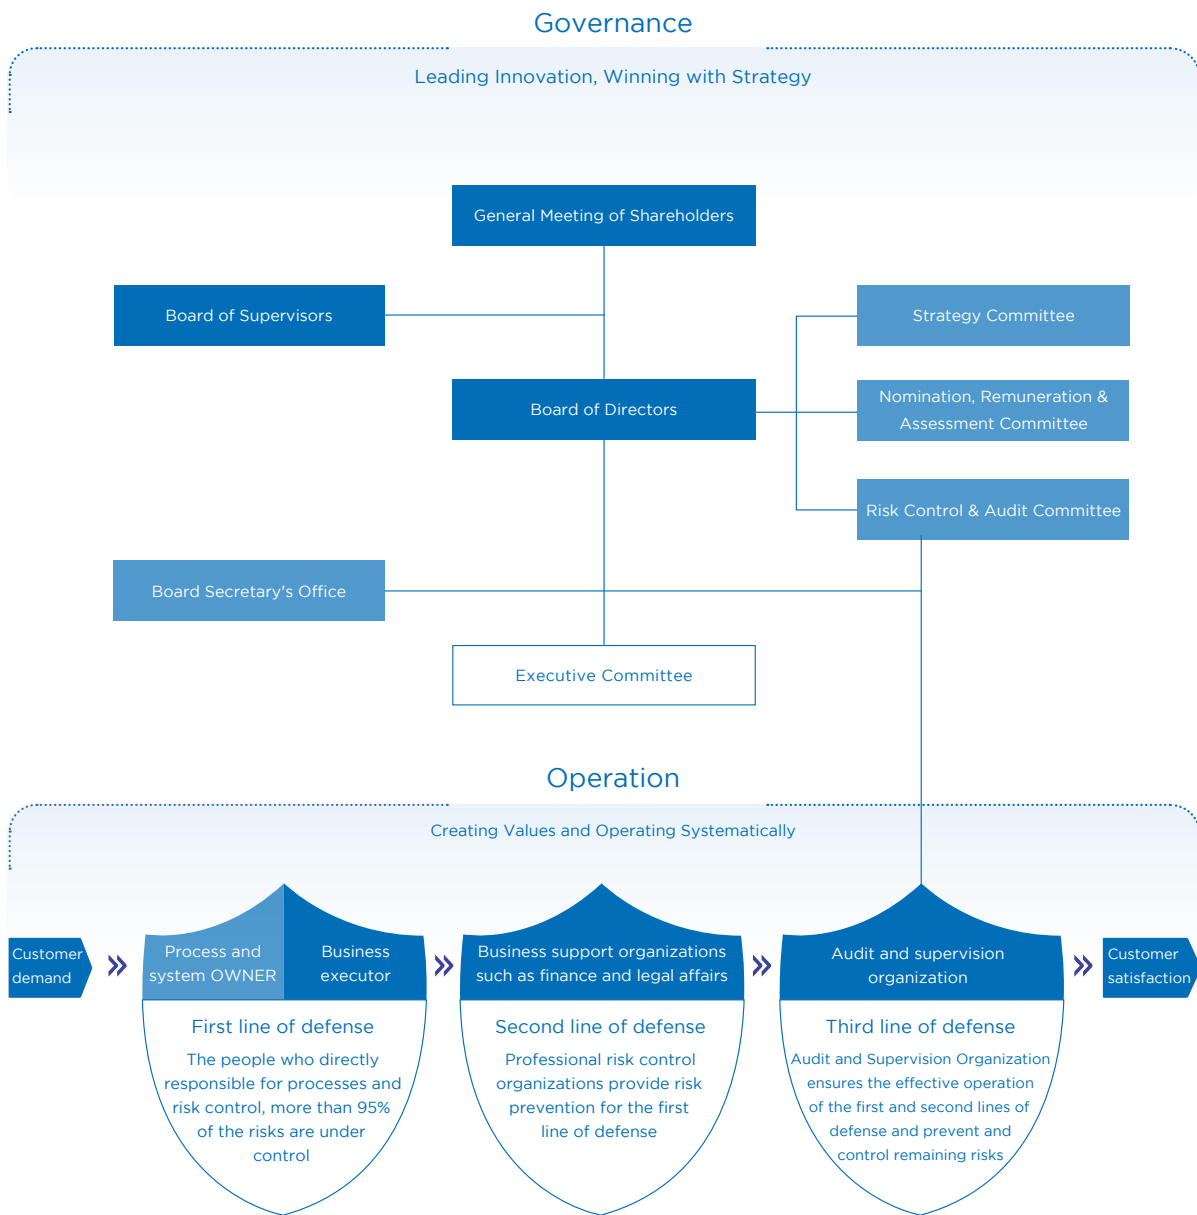 Governance
Leading Innovation, Winning with Strategy
General Meeting of Shareholders
Board of Supervisors
Strategy Committee
Board of Directors
Nomination, Remuneration &
Assessment Committee
Risk Control & Audit Committee
Board Secretary's Office
Executive Committee
Operation
Creating Values and Operating Systematically
Customer
demand
Process and
system OWNER
Business
executor
First line of defense
The people who directly
responsible for processes and
risk control, more than 95%
of the risks are under
control
Business support organizations
such as finance and legal affairs
Second line of defense
Professional risk control
organizations provide risk
prevention for the first
line of defense
Audit and supervision
organization
Third line of defense
Audit and Supervision Organization
ensures the effective operation
of the first and second lines of
defense and prevent and
control remaining risks
Customer
satisfaction